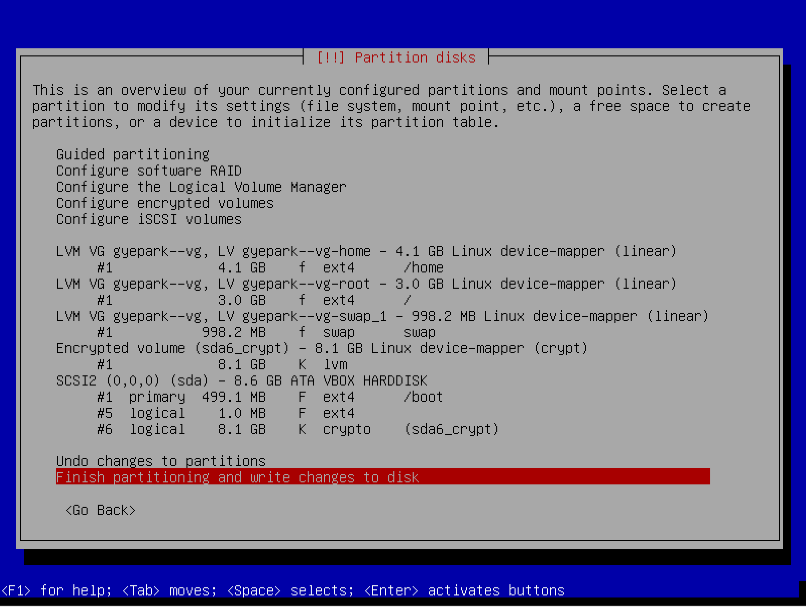 [!!] Partition disks
This is an overview of your currently configured partitions and mount points. Select a
partition to modify its settings (file system, mount point, etc.), a free space to create
partitions, or a device to initialize its partition table.
Guided partitioning
Configure software RAID
Configure the Logical Volume Manager
Configure encrypted volumes
Configure iSCSI volumes
LVM VG gyepark--vg, LV gyepark--vg-home - 4.1 GB Linux device-mapper (linear)
#1 4.1 GB f ext4 /home
LVM VG gyepark--vg, LV gyepark--vg-root - 3.0 GB Linux device-mapper (linear)
#1 3.0 GB f ext4 /
LVM VG gyepark--vg, LV gyepark--vg-swap_1 - 998.2 MB Linux device-mapper (linear)
#1 998.2 MB f swap swap
Encrypted volume (sda6_crypt) - 8.1 GB Linux device-mapper (crypt)
#1 8.1 GB K lvm
SCSI2 (0,0,0) (sda) - 8.6 GB ATA VBOX HARDDISK
#1 primary 499.1 MB F ext4 /boot
#5 logical 1.0 MB F ext4
#6 logical 8.1 GB K crypto (sda6_crypt)
Undo changes to partitions
Finish partitioning and write changes to disk
<Go Back>
<F1> for help; <Tab> moves; <Space> selects; <Enter> activates buttons